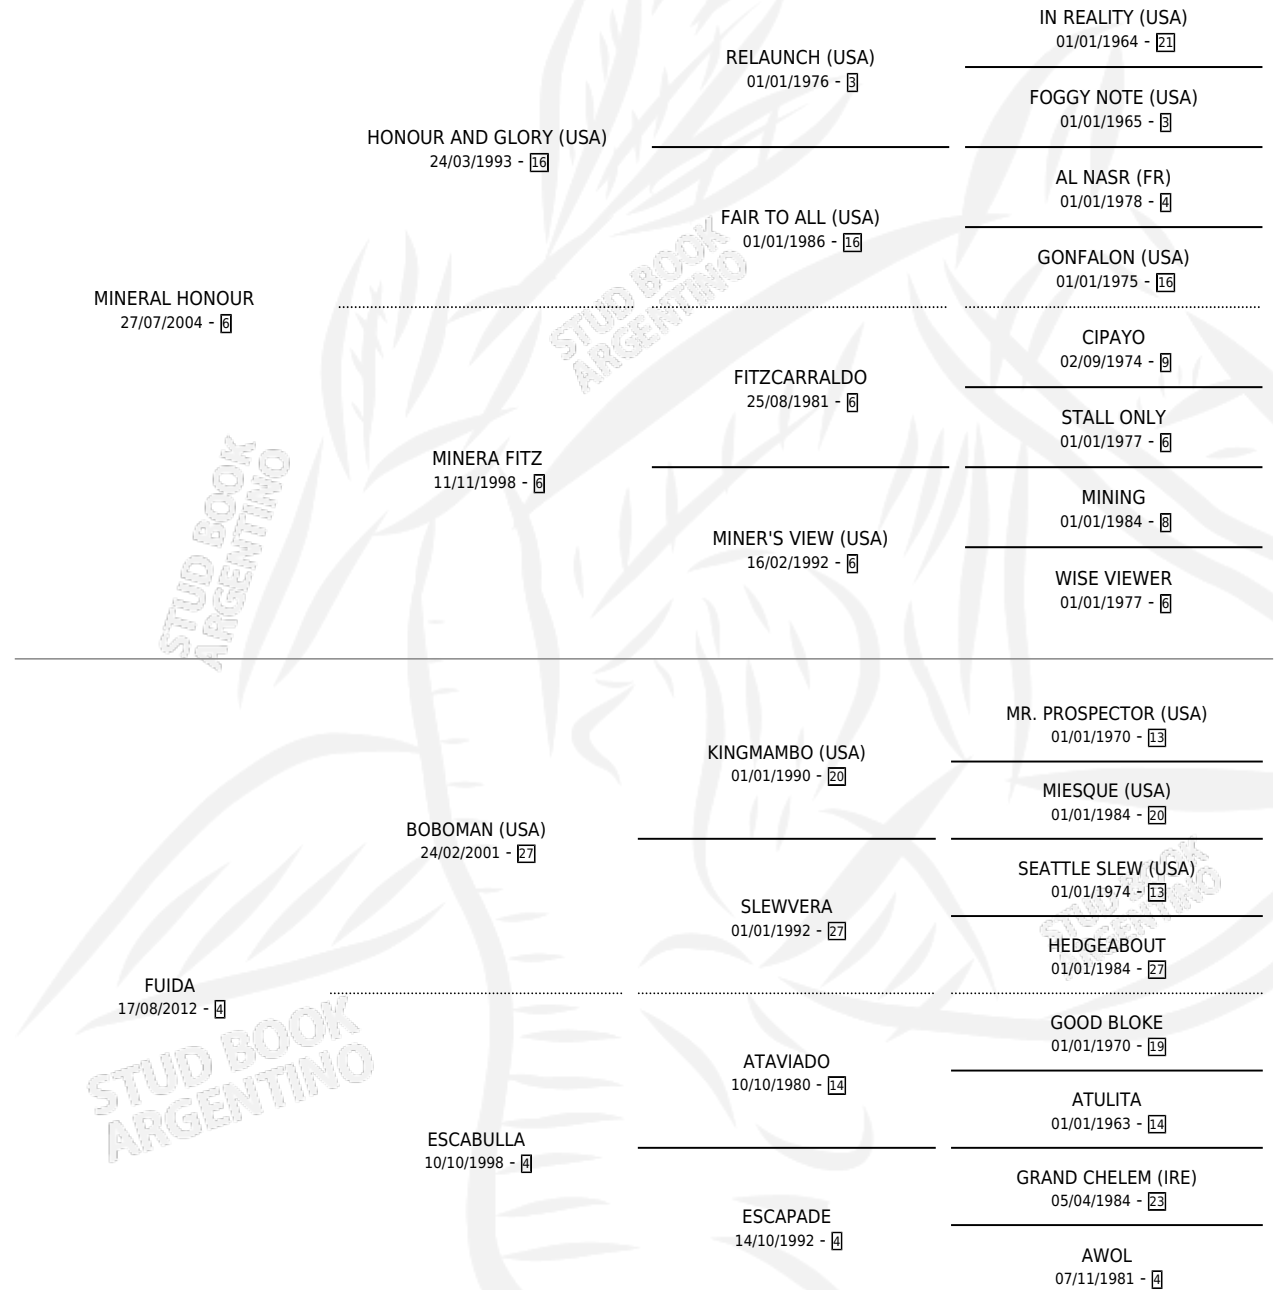 IN REALITY (USA)
01/01/1964 - 21
RELAUNCH (USA)
01/01/1976 - 3
FOGGY NOTE (USA)
01/01/1965 - 3
HONOUR AND GLORY (USA)
24/03/1993 - 16
AL NASR (FR)
01/01/1978 - 4
FAIR TO ALL (USA)
01/01/1986 - 16
GONFALON (USA)
01/01/1975 - 16
MINERAL HONOUR
27/07/2004 - 6
STUD BOOK
ARGENTINO
CIPAYO
02/09/1974 - 9
FITZCARRALDO
25/08/1981 - 6
STALL ONLY
01/01/1977 - 6
MINERA FITZ
11/11/1998 - 6
MINING
01/01/1984 - 8
MINER'S VIEW (USA)
16/02/1992 - 6
WISE VIEWER
01/01/1977 - 6
STUD BOOK
ARGENTINO
MR. PROSPECTOR (USA)
01/01/1970 - 13
KINGMAMBO (USA)
01/01/1990 - 20
MIESQUE (USA)
01/01/1984 - 20
BOBOMAN (USA)
24/02/2001 - 27
SEATTLE SLEW (USA)
01/01/1974 - 13
SLEWVERA
01/01/1992 - 27
HEDGEABOUT
01/01/1984 - 27
STUD BOOK
ARGENTINO
FUIDA
17/08/2012 - 4
GOOD BLOKE
01/01/1970 - 19
ATAVIADO
10/10/1980 - 14
ATULITA
01/01/1963 - 14
STUD BOOK
ARGENTINO
ESCABULLA
10/10/1998 - 4
GRAND CHELEM (IRE)
05/04/1984 - 23
ESCAPADE
14/10/1992 - 4
AWOL
07/11/1981 - 4